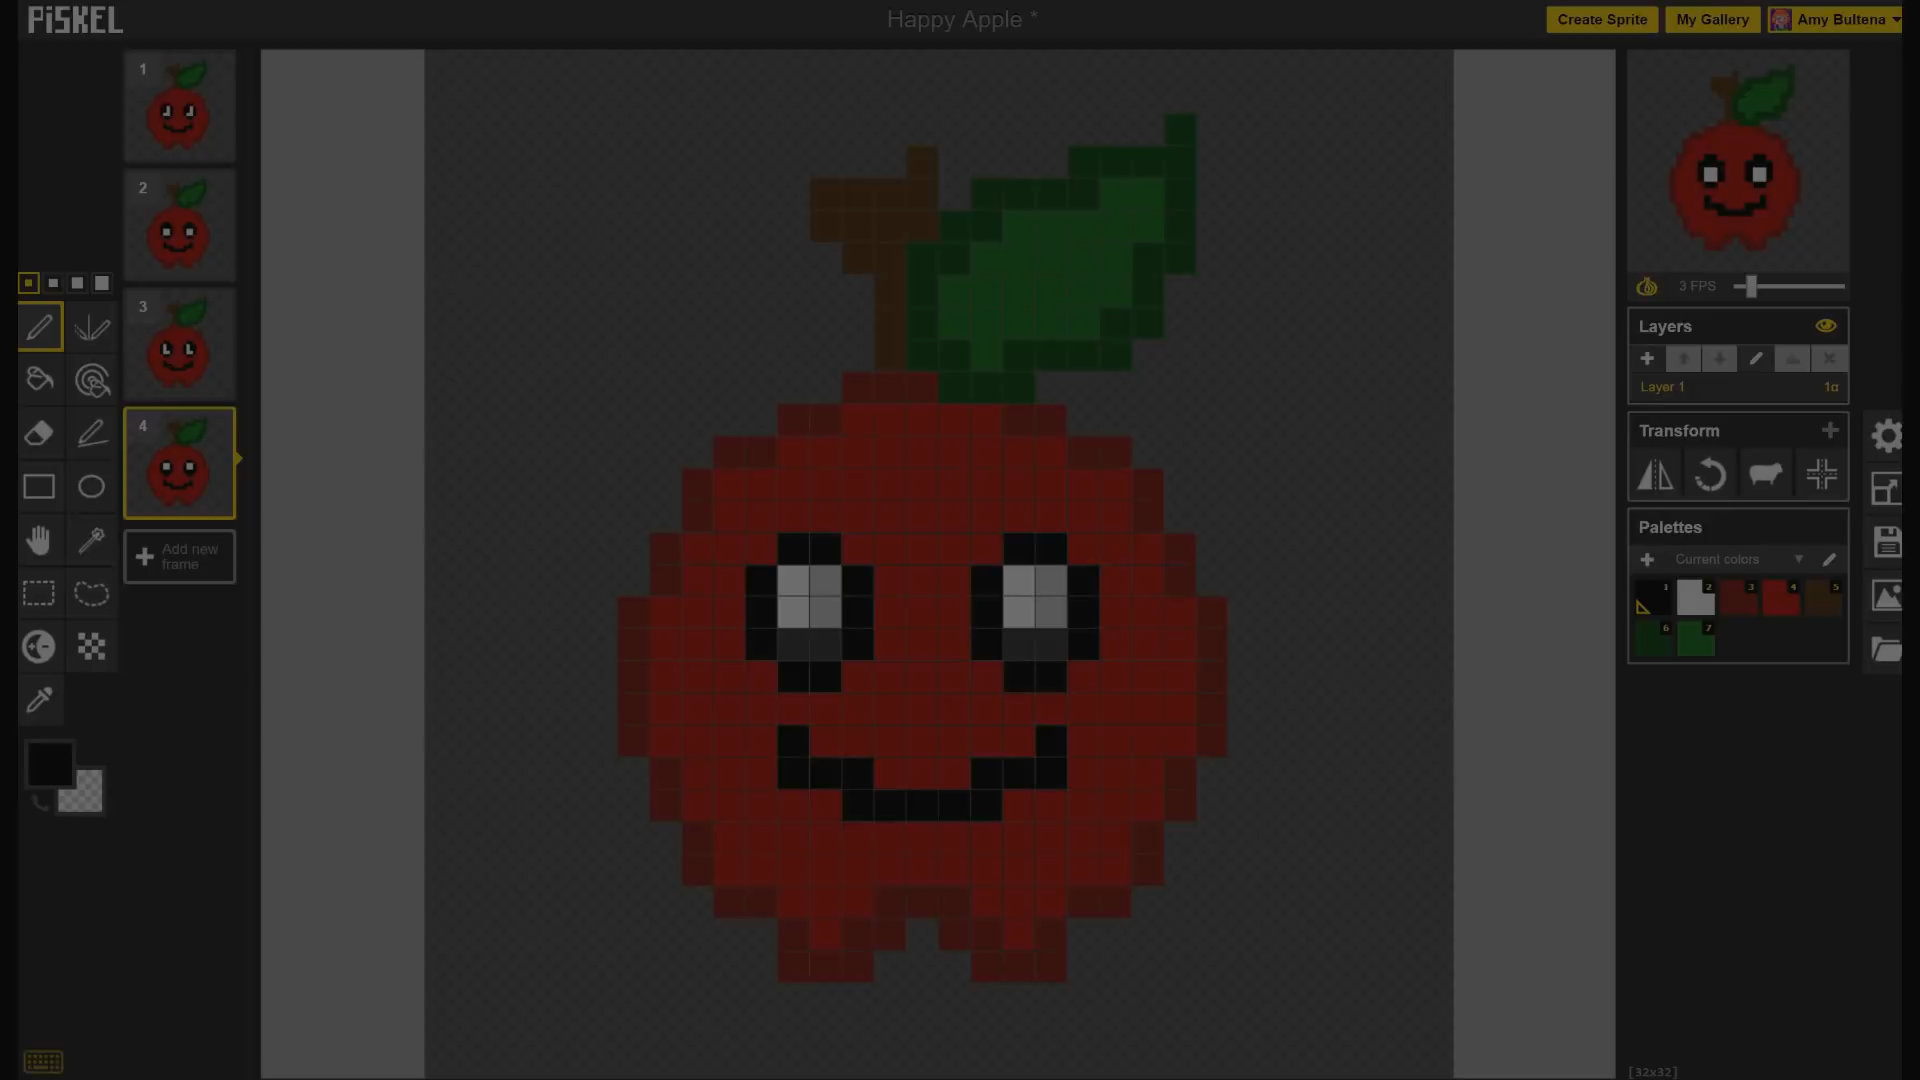 PiSKEL
Happy Apple *
Create Sprite
My Gallery
Amy Bultena
1
2
3
4
Add new
frame
3 FPS
Layers
Layer 1
1α
Transform
Palettes
Current colors
1
2
3
4
5
6
7
[32x32]